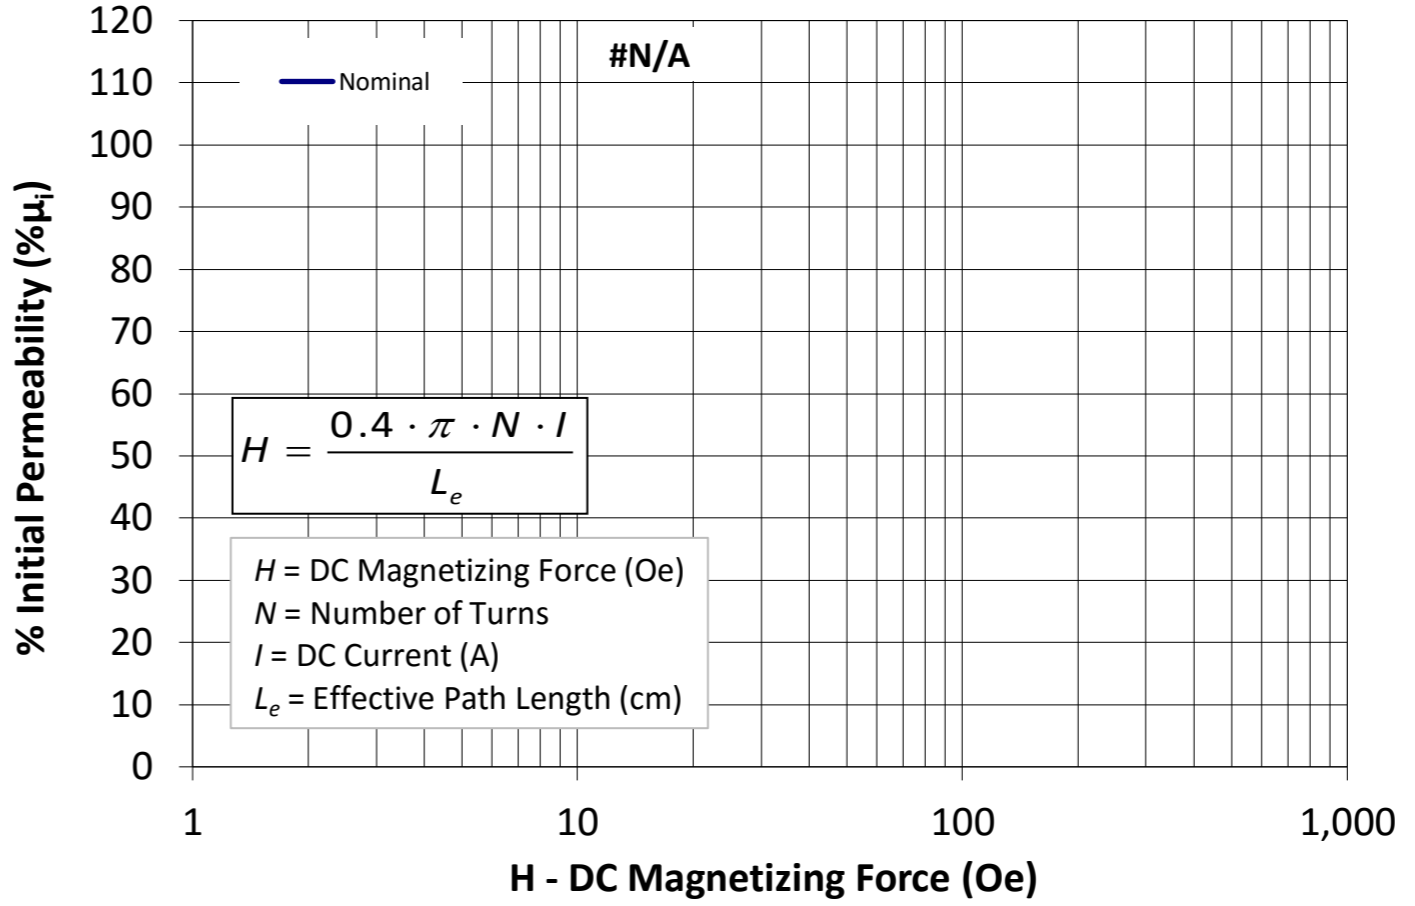 #N/A
Nominal
% Initial Permeability (%μi)
120
110
100
90
80
70
60
50
40
30
20
10
0
H = 0.4 · π · N · I / Le
H = DC Magnetizing Force (Oe)
N = Number of Turns
I = DC Current (A)
Le = Effective Path Length (cm)
1 10 100 1,000
H - DC Magnetizing Force (Oe)